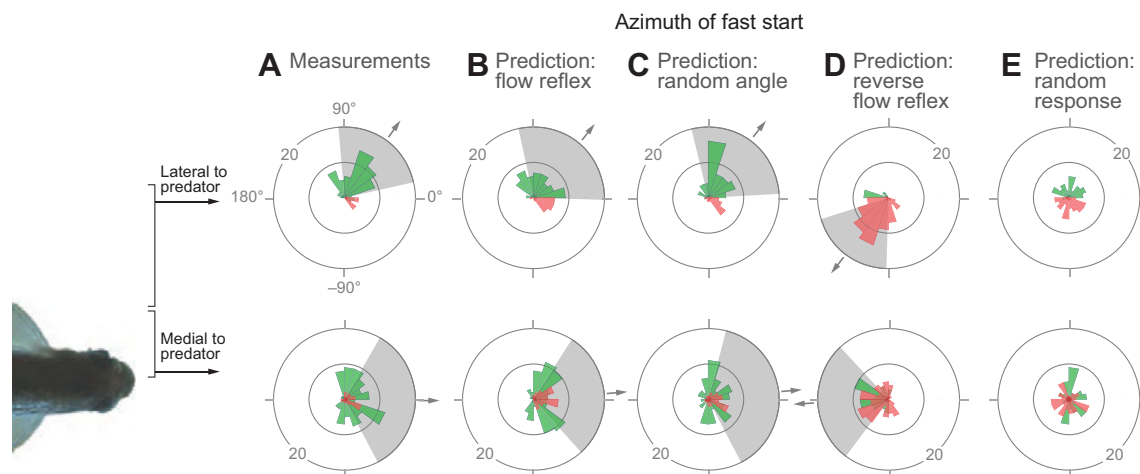 Azimuth of fast start
A Measurements
B Prediction:
flow reflex
C Prediction:
random angle
D Prediction:
reverse
flow reflex
E Prediction:
random
response
90°
20
180°
0°
–90°
20
20
20
20
Lateral to
predator
Medial to
predator
20
20
20
20
20